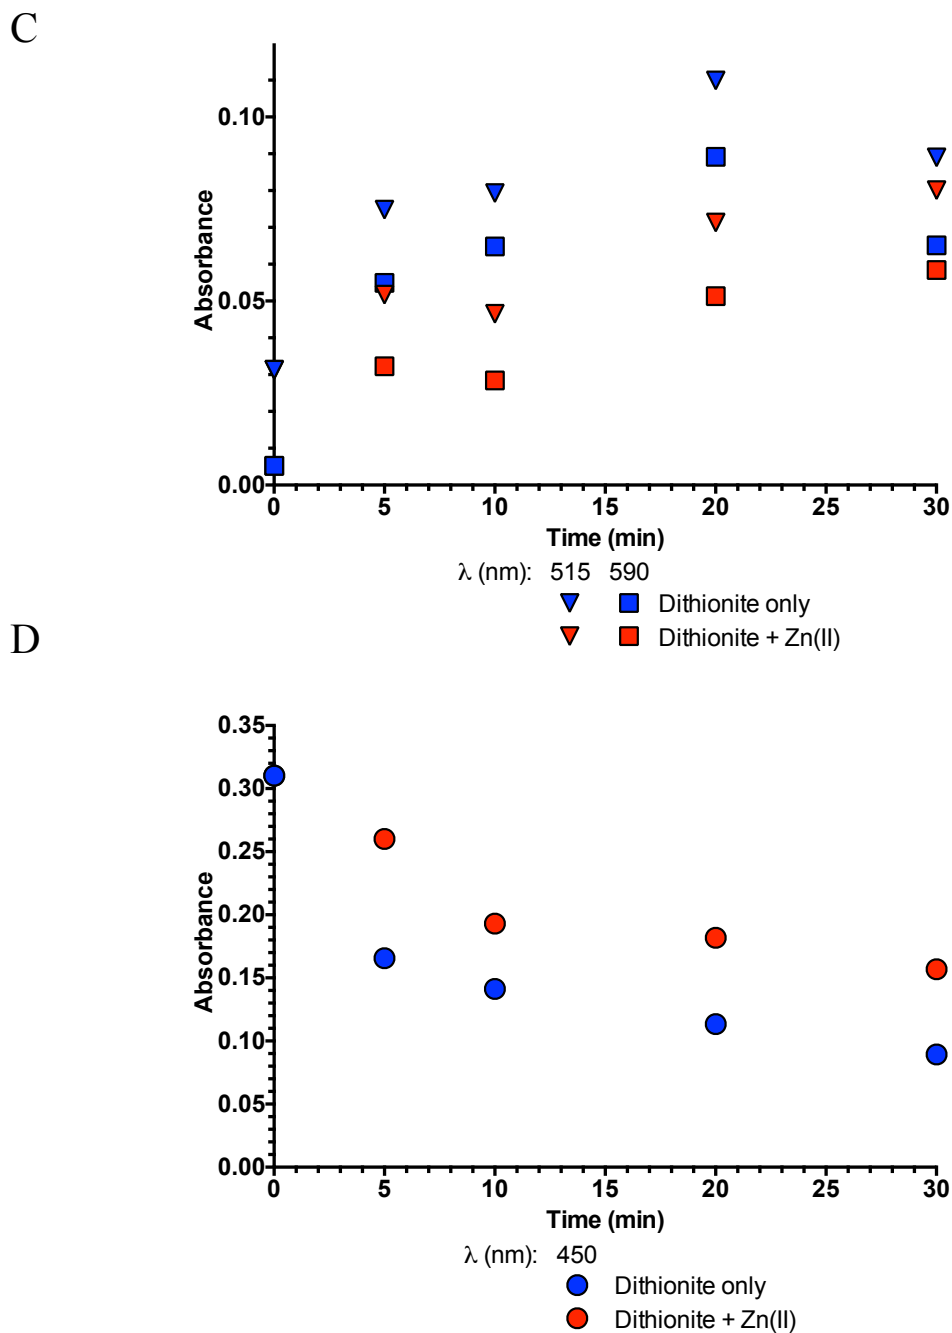 C
0.10
0.05
0.00
Absorbance
0 5 10 15 20 25 30
Time (min)
λ (nm): 515 590
Dithionite only
Dithionite + Zn(II)
D
0.35
0.30
0.25
0.20
0.15
0.10
0.05
0.00
Absorbance
0 5 10 15 20 25 30
Time (min)
λ (nm): 450
Dithionite only
Dithionite + Zn(II)